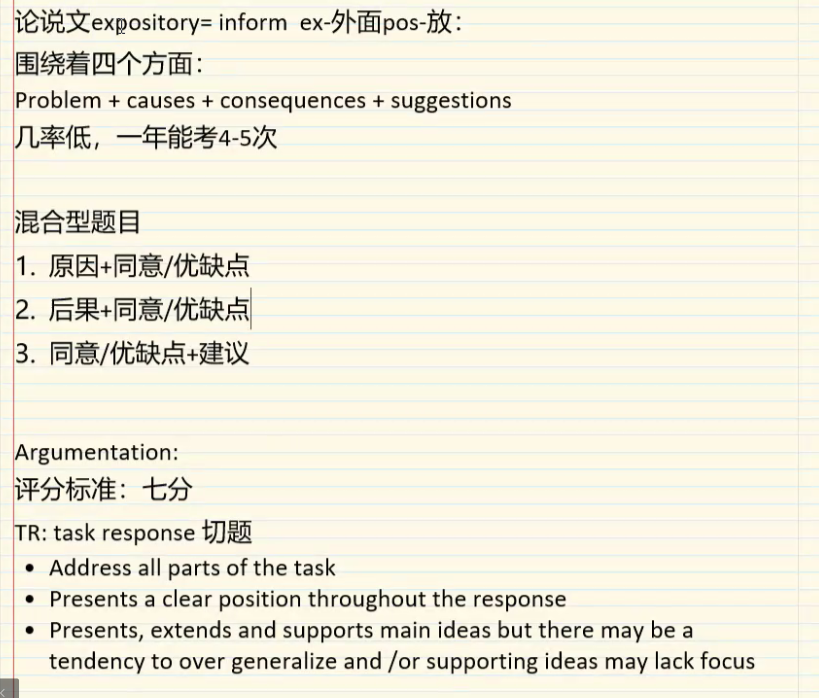 论说文expository= inform ex-外面pos-放：
围绕着四个方面：
Problem + causes + consequences + suggestions
几率低，一年能考4-5次
混合型题目
1. 原因+同意/优缺点
2. 后果+同意/优缺点
3. 同意/优缺点+建议
Argumentation:
评分标准：七分
TR: task response 切题
• Address all parts of the task
• Presents a clear position throughout the response
• Presents, extends and supports main ideas but there may be a
tendency to over generalize and /or supporting ideas may lack focus